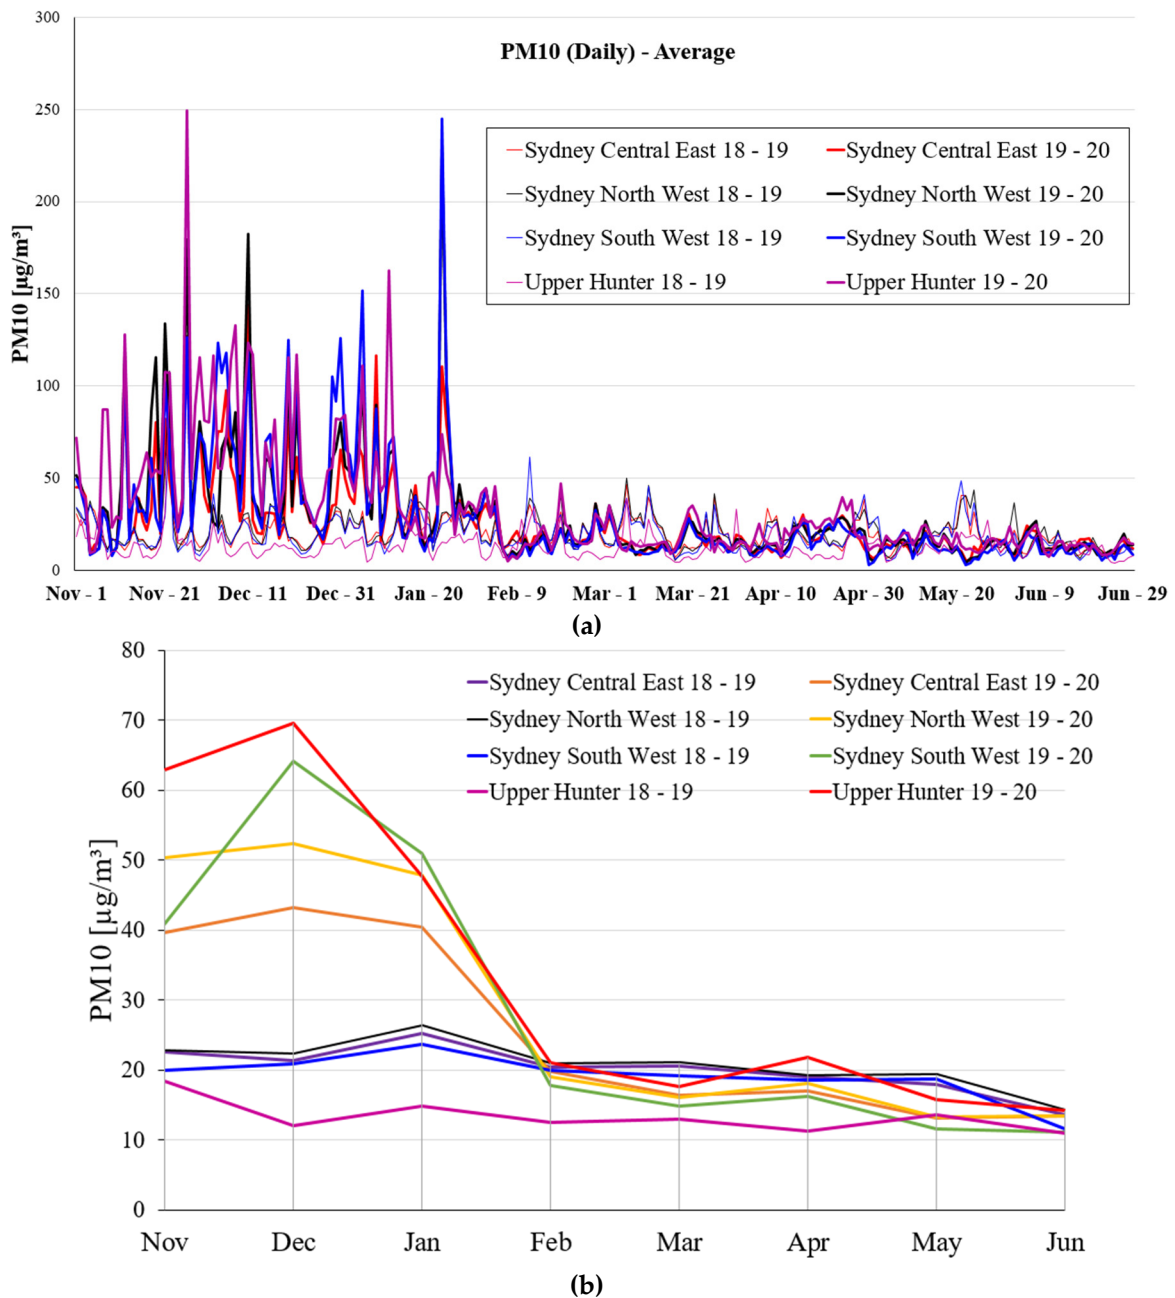 300
PM10 (Daily) - Average
250
Sydney Central East 18 - 19 Sydney Central East 19 - 20
200
Sydney North West 18 - 19 Sydney North West 19 - 20
Sydney South West 18 - 19 Sydney South West 19 - 20
Upper Hunter 18 - 19 Upper Hunter 19 - 20
150
PM10 [µg/m³]
100
50
0
Nov - 1 Nov - 21 Dec - 11 Dec - 31 Jan - 20 Feb - 9 Mar - 1 Mar - 21 Apr - 10 Apr - 30 May - 20 Jun - 9 Jun - 29
(a)
80
Sydney Central East 18 - 19 Sydney Central East 19 - 20
70
Sydney North West 18 - 19 Sydney North West 19 - 20
Sydney South West 18 - 19 Sydney South West 19 - 20
60
Upper Hunter 18 - 19 Upper Hunter 19 - 20
50
PM10 [µg/m³]
40
30
20
10
0
Nov Dec Jan Feb Mar Apr May Jun
(b)